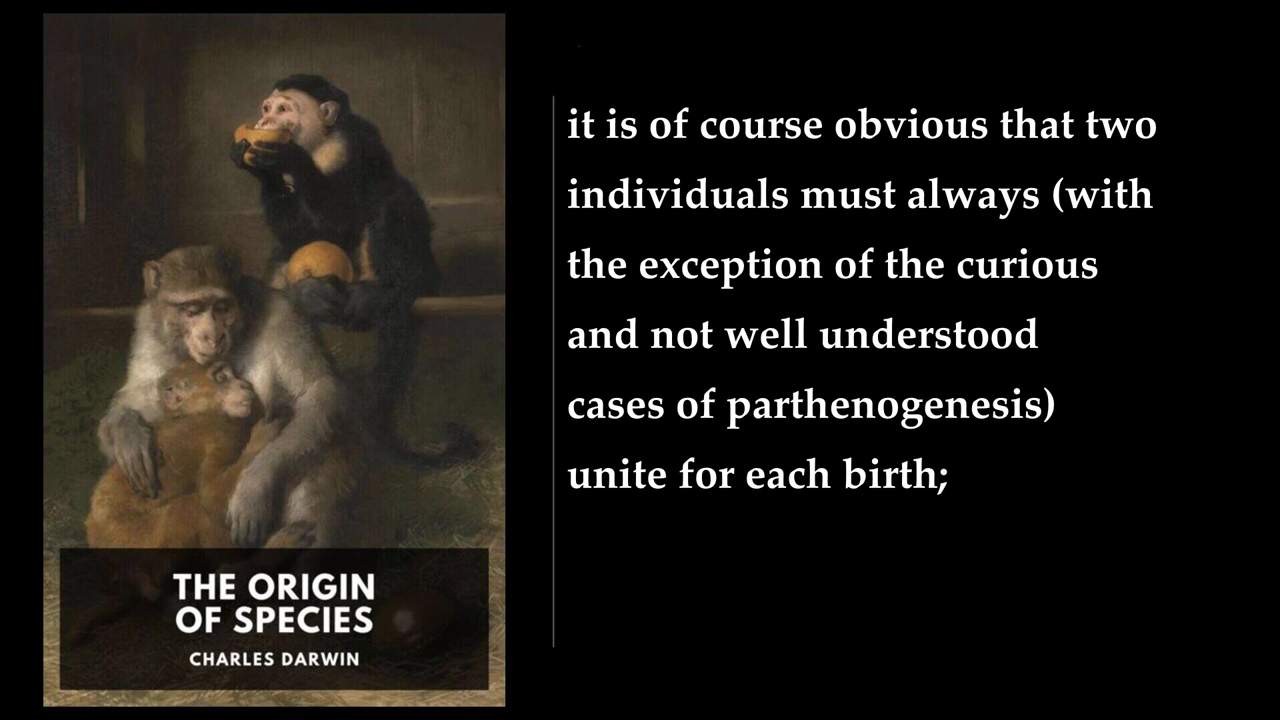 THE ORIGIN
OF SPECIES
CHARLES DARWIN
it is of course obvious that two
individuals must always (with
the exception of the curious
and not well understood
cases of parthenogenesis)
unite for each birth;